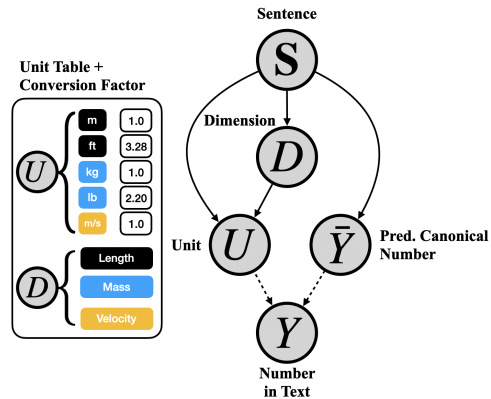 Sentence
S
Unit Table +
Conversion Factor
U
m 1.0
ft 3.28
kg 1.0
lb 2.20
m/s 1.0
D
Length
Mass
Velocity
Dimension
D
Unit
U
Ȳ
Pred. Canonical
Number
Y
Number
in Text